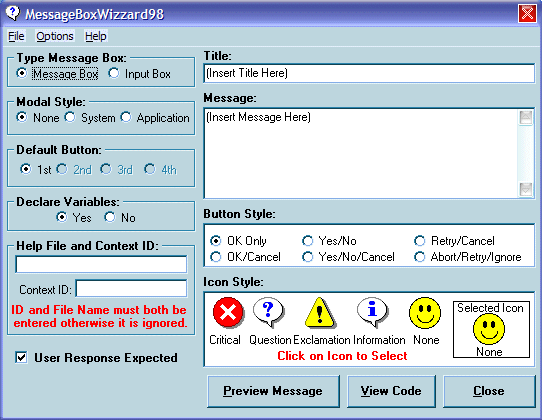 MessageBoxWizzard98
File Options Help
Type Message Box:
Message Box Input Box
Modal Style:
None System Application
Default Button:
1st 2nd 3rd 4th
Declare Variables:
Yes No
Help File and Context ID:
Context ID:
ID and File Name must both be
entered otherwise it is ignored.
User Response Expected
Title:
(Insert Title Here)
Message:
(Insert Message Here)
Button Style:
OK Only Yes/No Retry/Cancel
OK/Cancel Yes/No/Cancel Abort/Retry/Ignore
Icon Style:
Critical Question Exclamation Information None
Click on Icon to Select
Selected Icon
None
Preview Message View Code Close